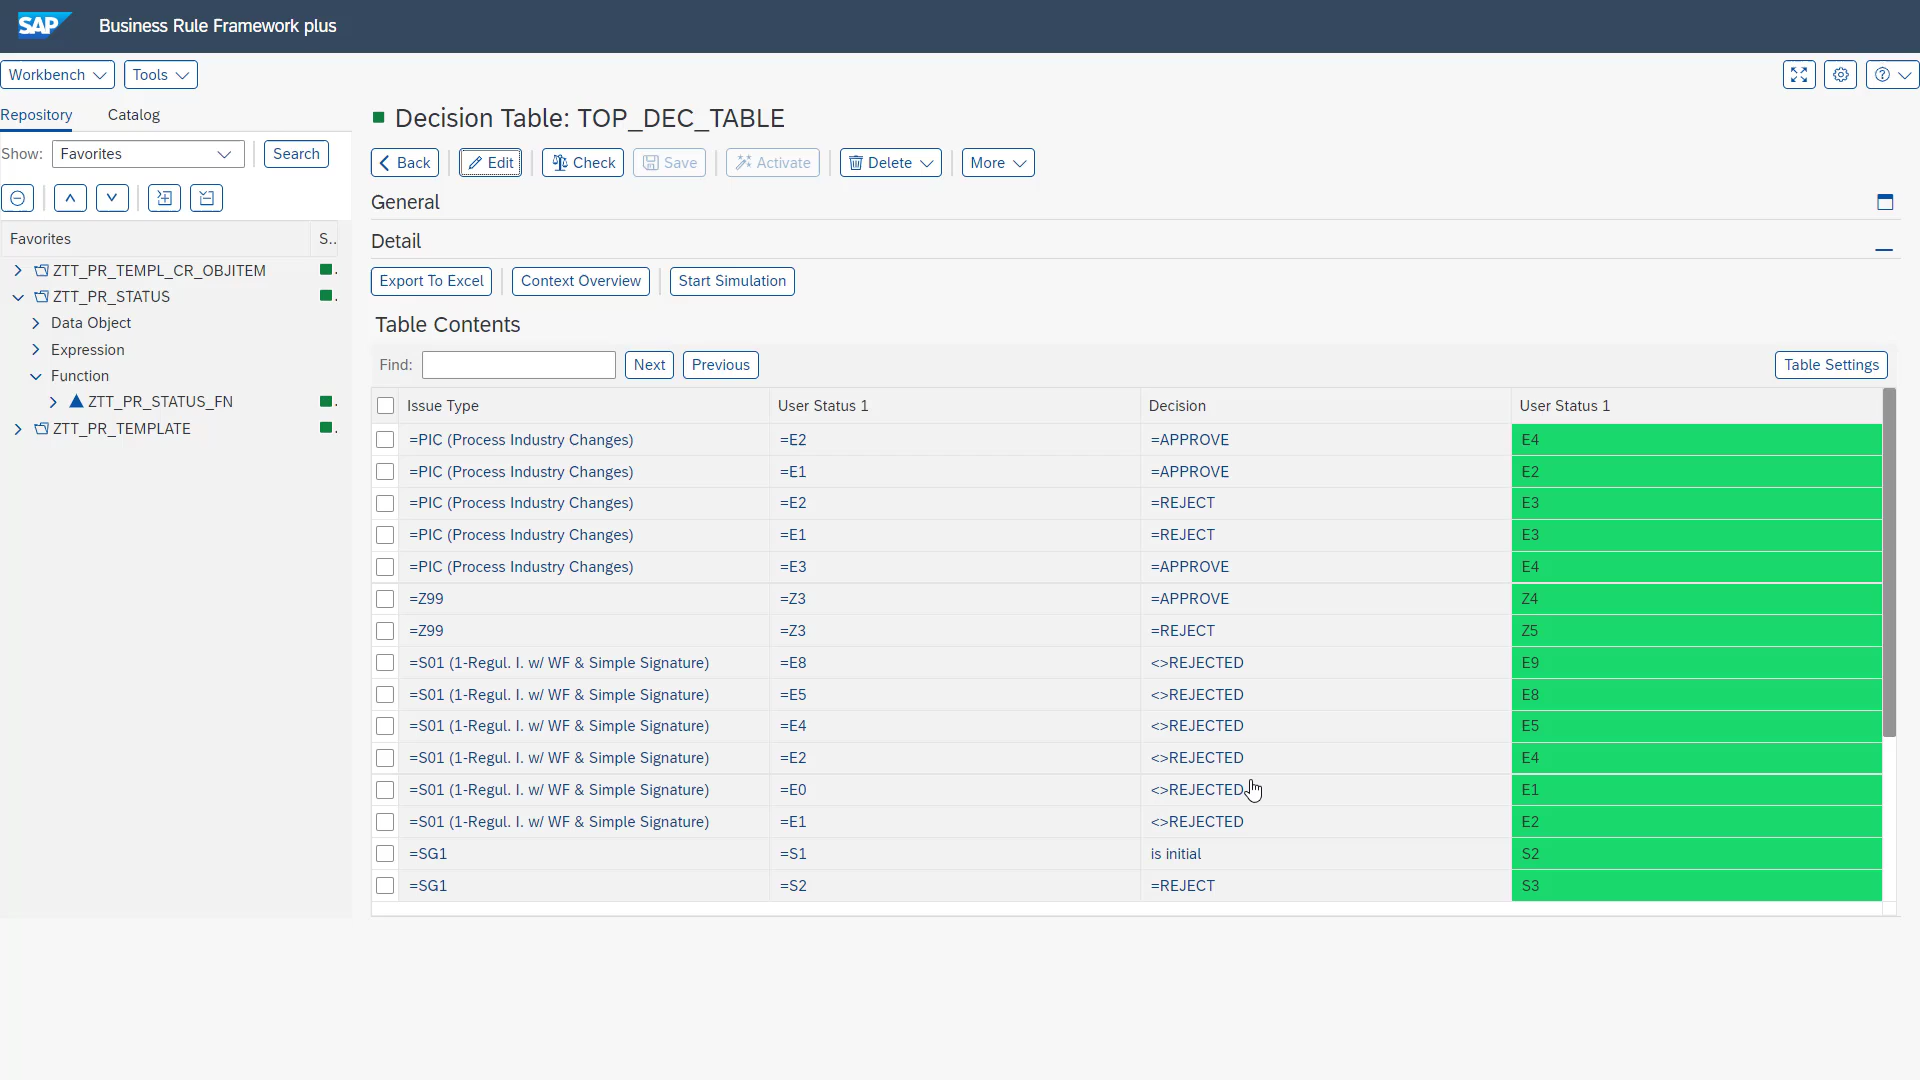 SAP Business Rule Framework plus
Workbench Tools
Repository Catalog
Show: Favorites Search
Favorites S..
ZTT_PR_TEMPL_CR_OBJITEM
ZTT_PR_STATUS
Data Object
Expression
Function
ZTT_PR_STATUS_FN
ZTT_PR_TEMPLATE
Decision Table: TOP_DEC_TABLE
Back Edit Check Save Activate Delete More
General
Detail
Export To Excel Context Overview Start Simulation
Table Contents
Find: Next Previous Table Settings
Issue Type User Status 1 Decision User Status 1
=PIC (Process Industry Changes) =E2 =APPROVE E4
=PIC (Process Industry Changes) =E1 =APPROVE E2
=PIC (Process Industry Changes) =E2 =REJECT E3
=PIC (Process Industry Changes) =E1 =REJECT E3
=PIC (Process Industry Changes) =E3 =APPROVE E4
=Z99 =Z3 =APPROVE Z4
=Z99 =Z3 =REJECT Z5
=S01 (1-Regul. I. w/ WF & Simple Signature) =E8 <>REJECTED E9
=S01 (1-Regul. I. w/ WF & Simple Signature) =E5 <>REJECTED E8
=S01 (1-Regul. I. w/ WF & Simple Signature) =E4 <>REJECTED E5
=S01 (1-Regul. I. w/ WF & Simple Signature) =E2 <>REJECTED E4
=S01 (1-Regul. I. w/ WF & Simple Signature) =E0 <>REJECTED E1
=S01 (1-Regul. I. w/ WF & Simple Signature) =E1 <>REJECTED E2
=SG1 =S1 is initial S2
=SG1 =S2 =REJECT S3